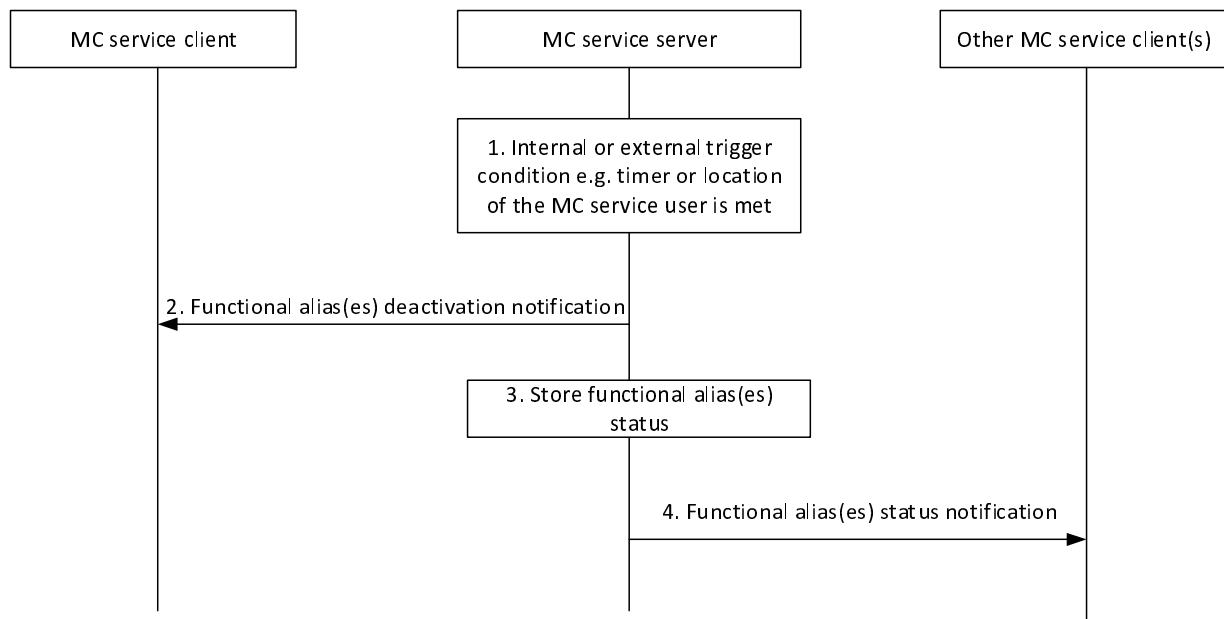 MC service client
MC service server
Other MC service client(s)
1. Internal or external trigger
condition e.g. timer or location
of the MC service user is met
2. Functional alias(es) deactivation notification
3. Store functional alias(es)
status
4. Functional alias(es) status notification